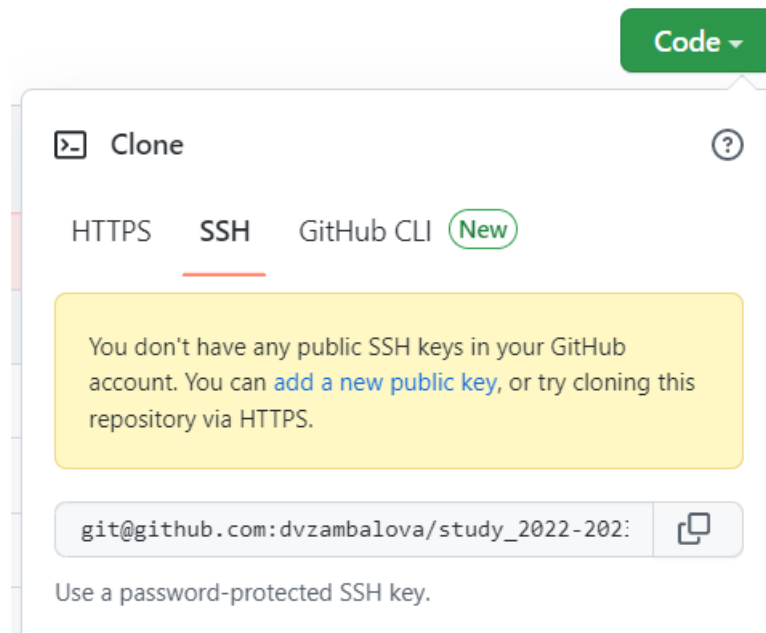 Code
Clone
HTTPS SSH GitHub CLI New
You don't have any public SSH keys in your GitHub
account. You can add a new public key, or try cloning this
repository via HTTPS.
git@github.com:dvzambalova/study_2022-202
Use a password-protected SSH key.